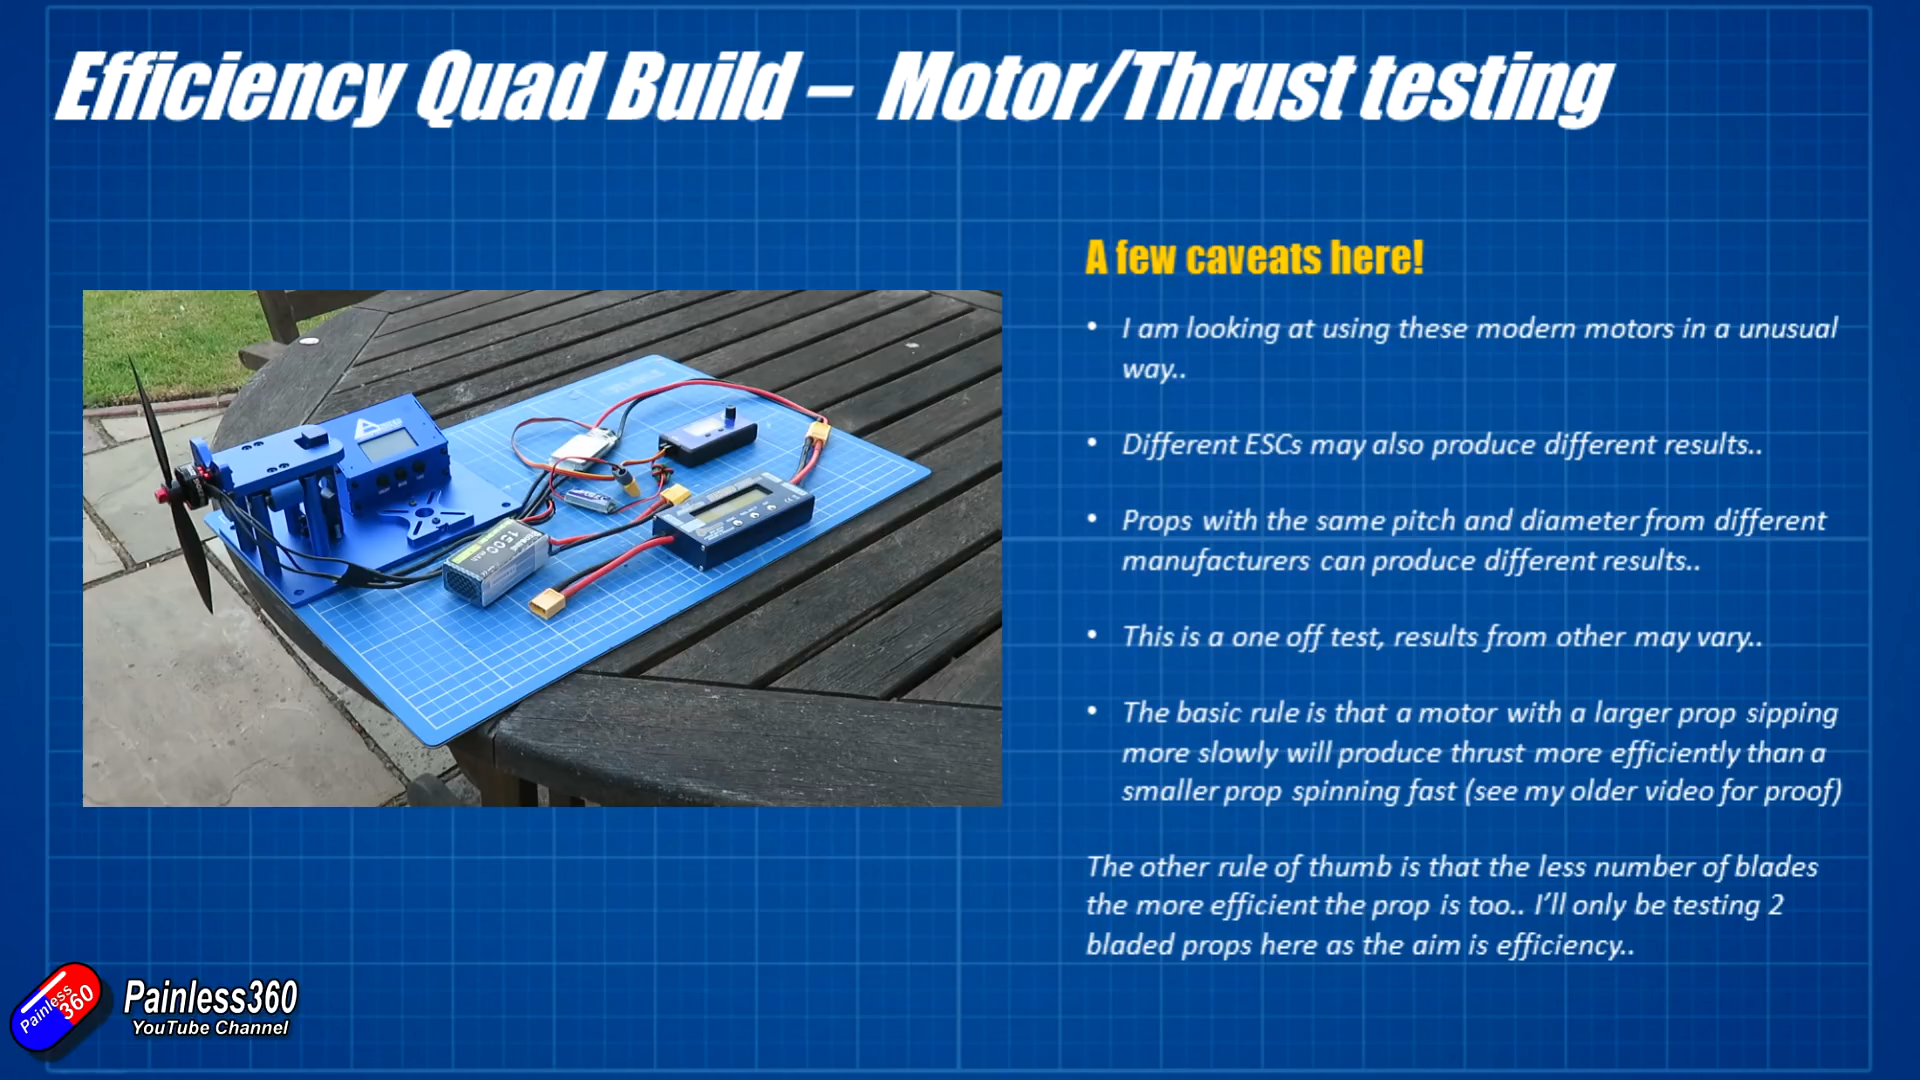 Efficiency Quad Build – Motor/Thrust testing
A few caveats here!
• I am looking at using these modern motors in a unusual
way..
• Different ESCs may also produce different results..
• Props with the same pitch and diameter from different
manufacturers can produce different results..
• This is a one off test, results from other may vary..
• The basic rule is that a motor with a larger prop sipping
more slowly will produce thrust more efficiently than a
smaller prop spinning fast (see my older video for proof)
The other rule of thumb is that the less number of blades
the more efficient the prop is too.. I'll only be testing 2
bladed props here as the aim is efficiency..
1500
Painless
360
Painless360
YouTube Channel